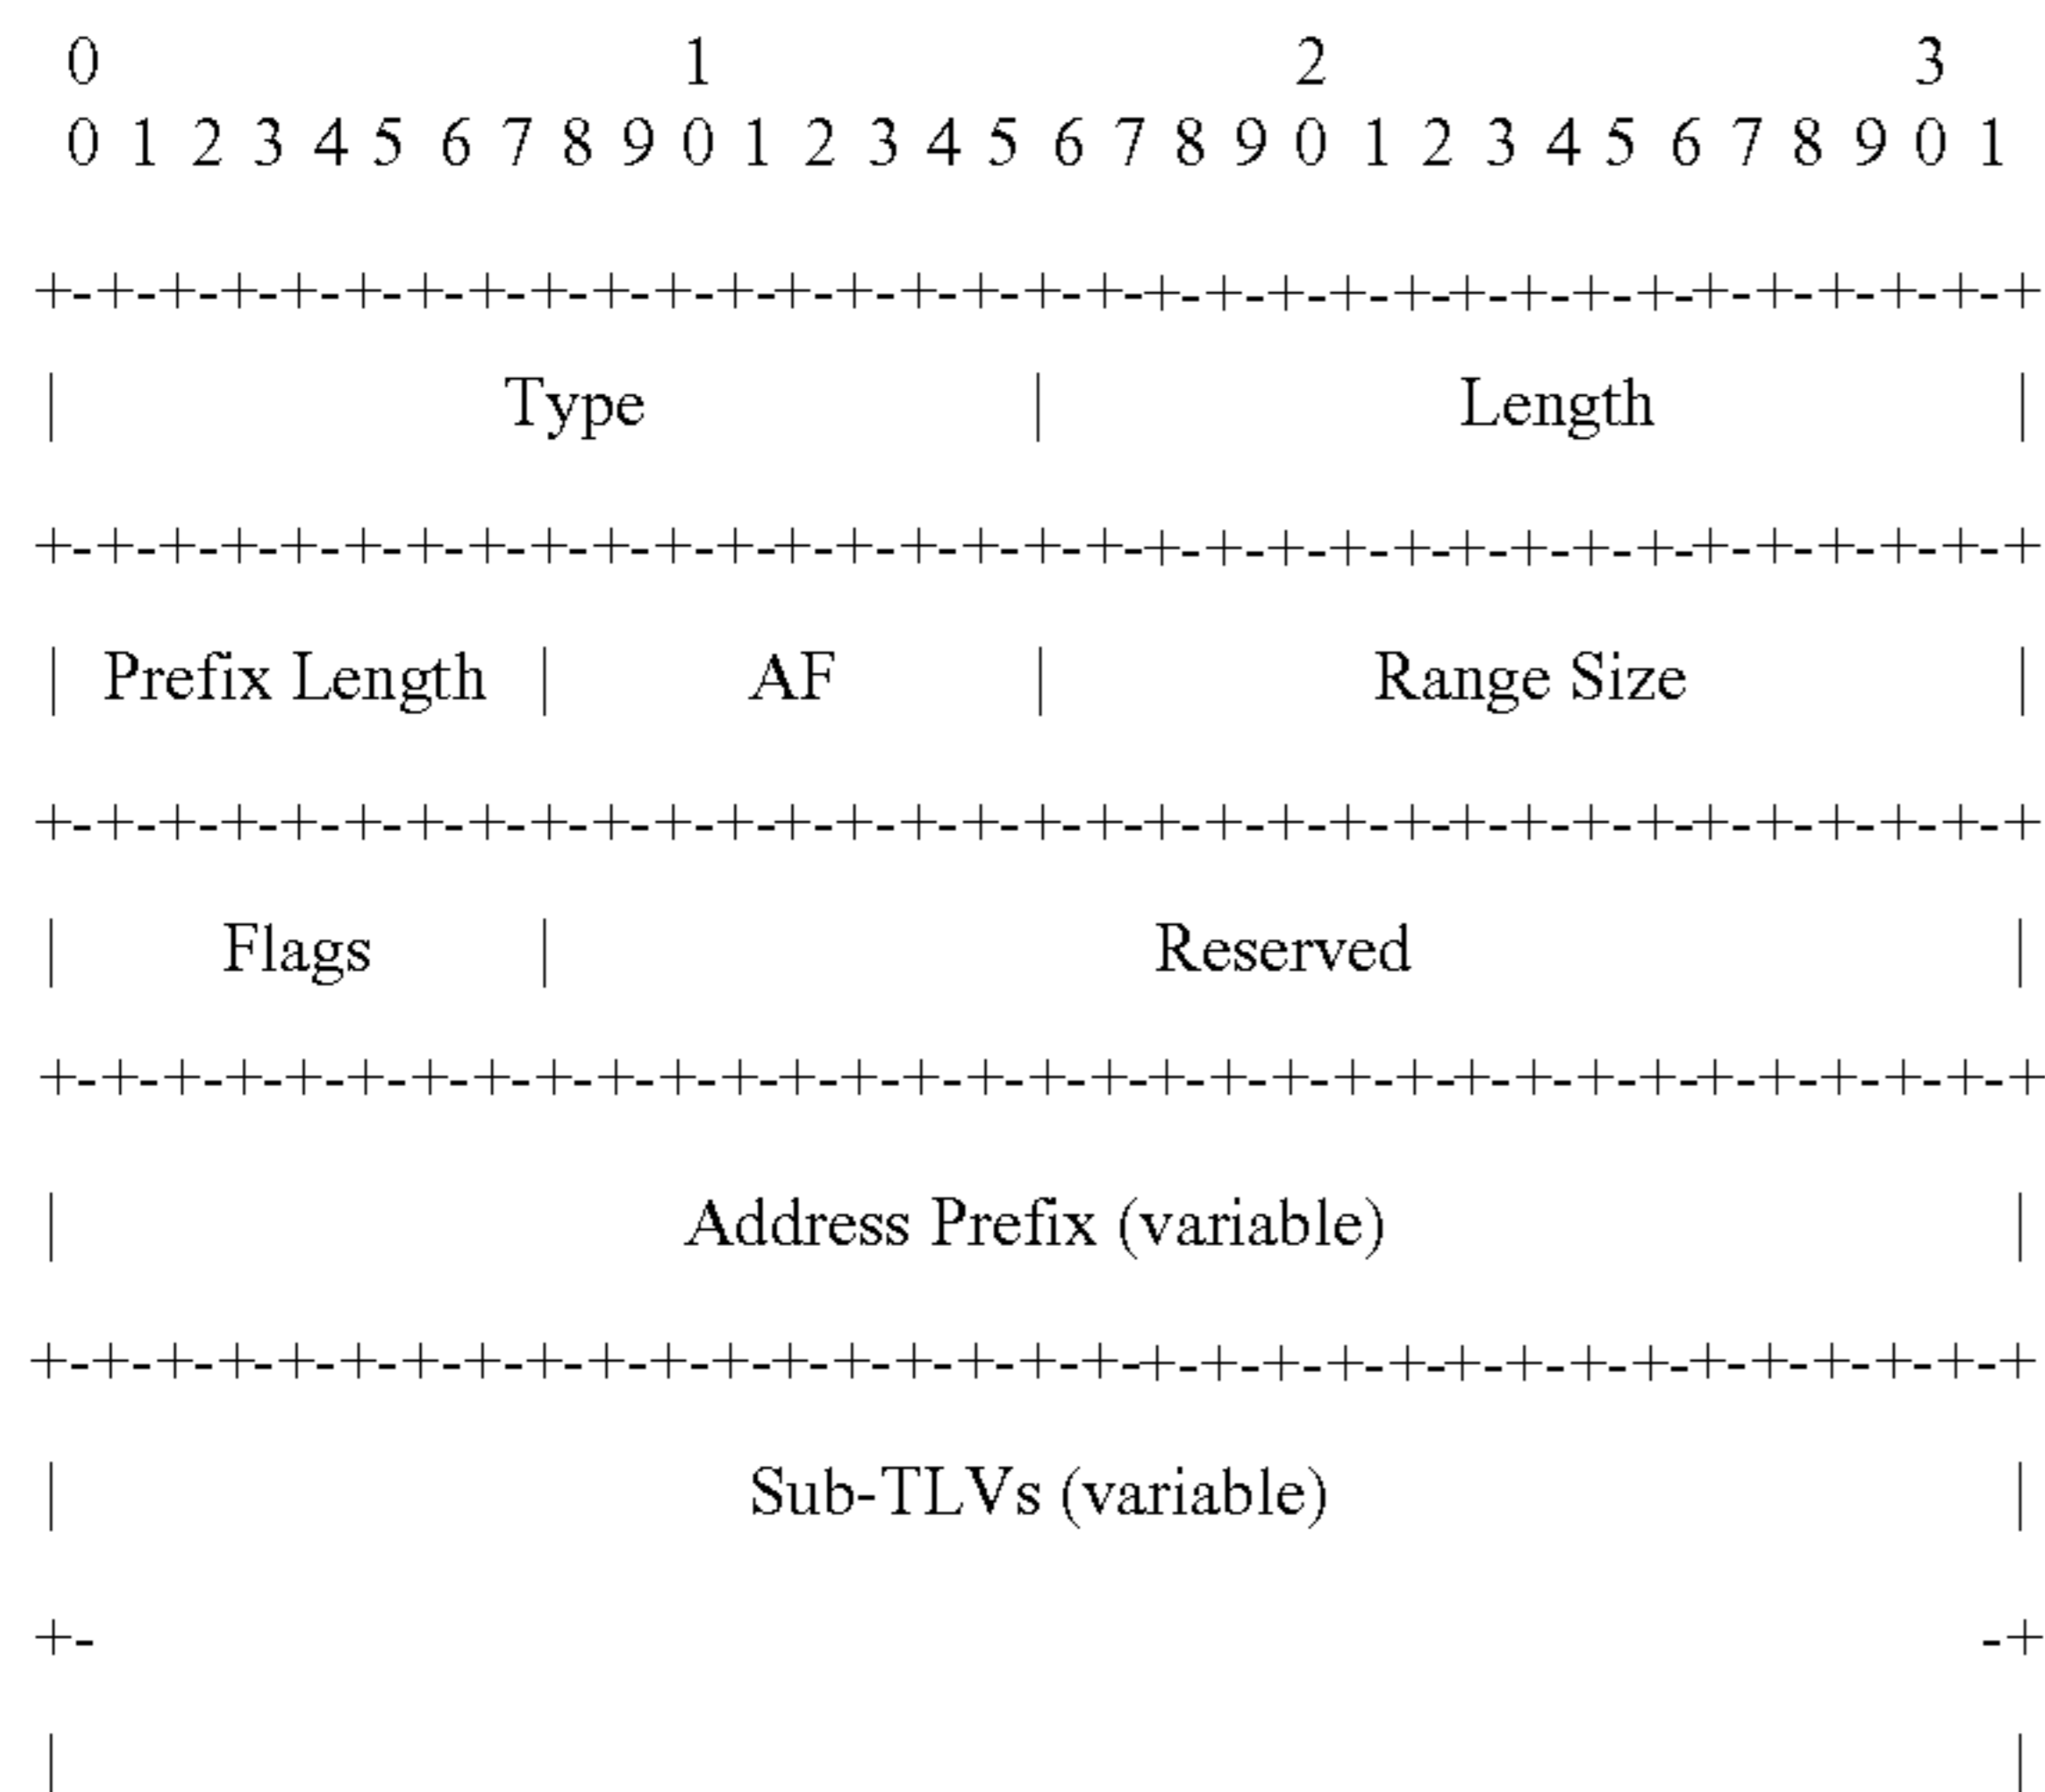 0 1 2 3
0 1 2 3 4 5 6 7 8 9 0 1 2 3 4 5 6 7 8 9 0 1 2 3 4 5 6 7 8 9 0 1
+-+-+-+-+-+-+-+-+-+-+-+-+-+-+-+-+-+-+-+-+-+-+-+-+-+-+-+-+-+-+-+-+
| Type | Length |
+-+-+-+-+-+-+-+-+-+-+-+-+-+-+-+-+-+-+-+-+-+-+-+-+-+-+-+-+-+-+-+-+
| Prefix Length | AF | Range Size |
+-+-+-+-+-+-+-+-+-+-+-+-+-+-+-+-+-+-+-+-+-+-+-+-+-+-+-+-+-+-+-+-+
| Flags | Reserved |
+-+-+-+-+-+-+-+-+-+-+-+-+-+-+-+-+-+-+-+-+-+-+-+-+-+-+-+-+-+-+-+-+
| Address Prefix (variable) |
+-+-+-+-+-+-+-+-+-+-+-+-+-+-+-+-+-+-+-+-+-+-+-+-+-+-+-+-+-+-+-+-+
| Sub-TLVs (variable) |
+- -+
| |